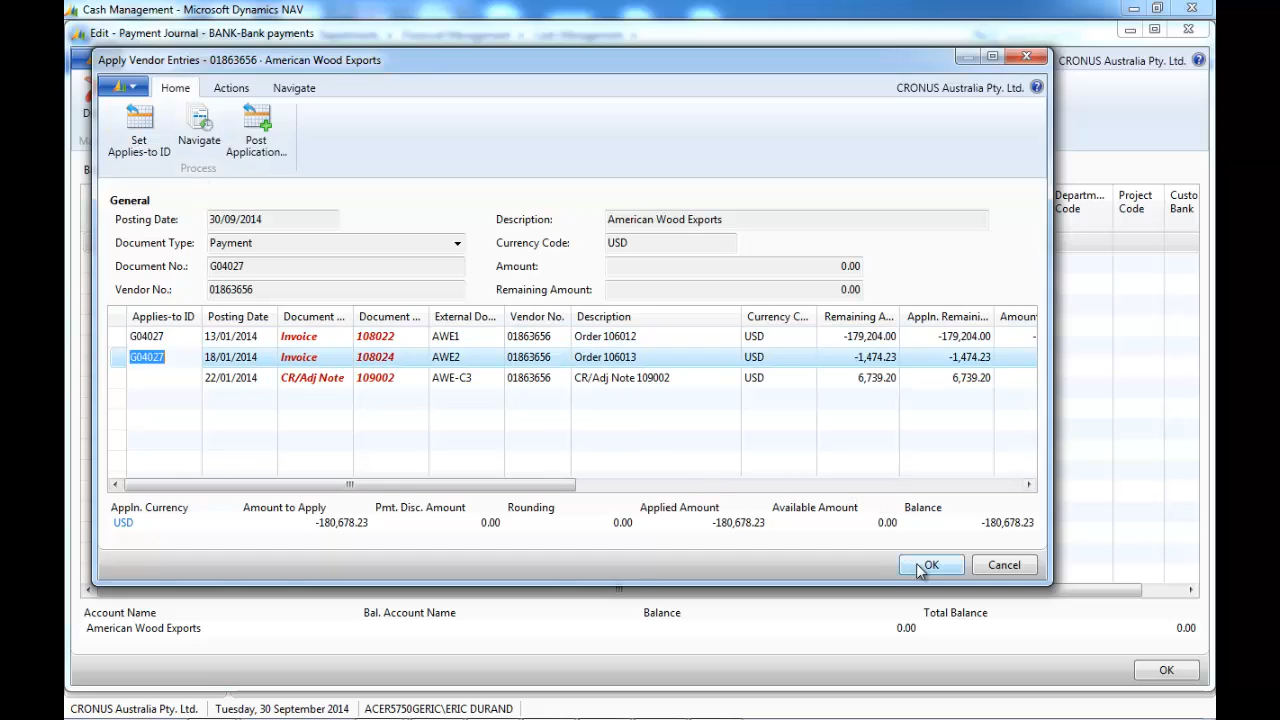 Cash Management - Microsoft Dynamics NAV
Edit - Payment Journal - BANK-Bank payments
Apply Vendor Entries - 01863656 · American Wood Exports
CRONUS Australia Pty. Ltd.
Home Actions Navigate
CRONUS Australia Pty. Ltd.
Set Applies-to ID
Navigate
Post Application...
Process
General
Posting Date: 30/09/2014
Description: American Wood Exports
Document Type: Payment
Currency Code: USD
Document No.: G04027
Amount: 0.00
Vendor No.: 01863656
Remaining Amount: 0.00
Departm... Code
Project Code
Custo Bank
Applies-to ID Posting Date Document ... Document ... External Do... Vendor No. Description Currency C... Remaining A... Appln. Remaini... Amount
G04027 13/01/2014 Invoice 108022 AWE1 01863656 Order 106012 USD -179,204.00 -179,204.00 -
G04027 18/01/2014 Invoice 108024 AWE2 01863656 Order 106013 USD -1,474.23 -1,474.23
22/01/2014 CR/Adj Note 109002 AWE-C3 01863656 CR/Adj Note 109002 USD 6,739.20 6,739.20
Appln. Currency Amount to Apply Pmt. Disc. Amount Rounding Applied Amount Available Amount Balance
USD -180,678.23 0.00 0.00 -180,678.23 0.00 -180,678.23
OK Cancel
Account Name Bal. Account Name Balance Total Balance
American Wood Exports 0.00 0.00
OK
CRONUS Australia Pty. Ltd. Tuesday, 30 September 2014 ACER5750GERIC\ERIC DURAND